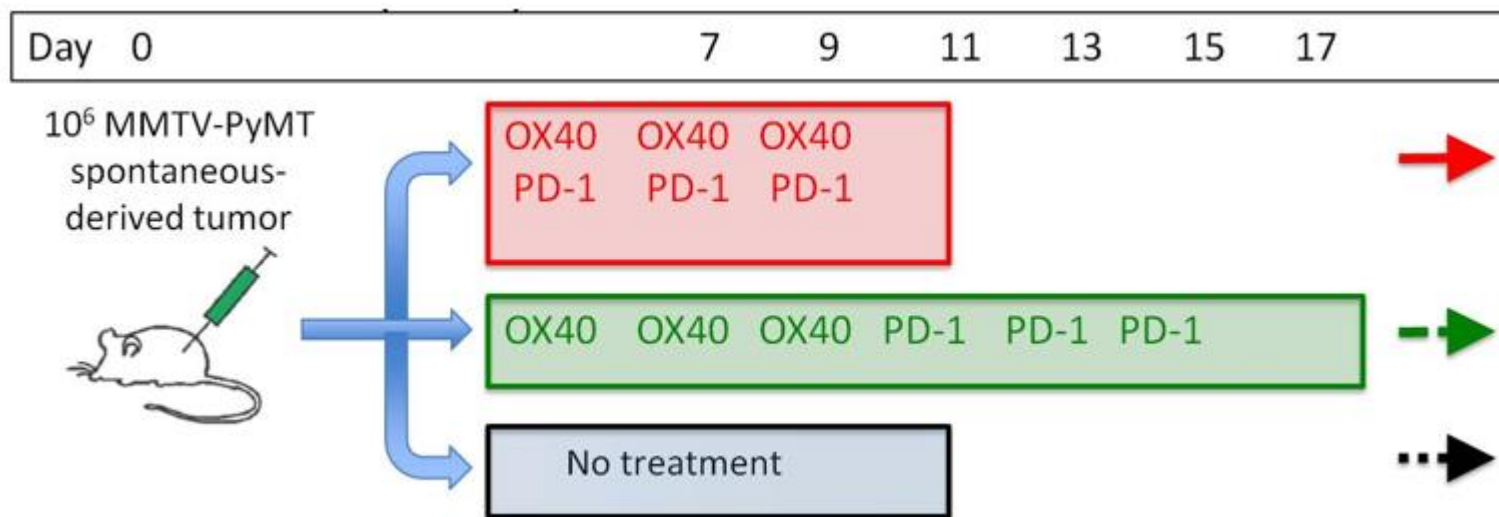 Day 0 7 9 11 13 15 17
10⁶ MMTV-PyMT
spontaneous-
derived tumor
OX40 OX40 OX40
PD-1 PD-1 PD-1
OX40 OX40 OX40 PD-1 PD-1 PD-1
No treatment